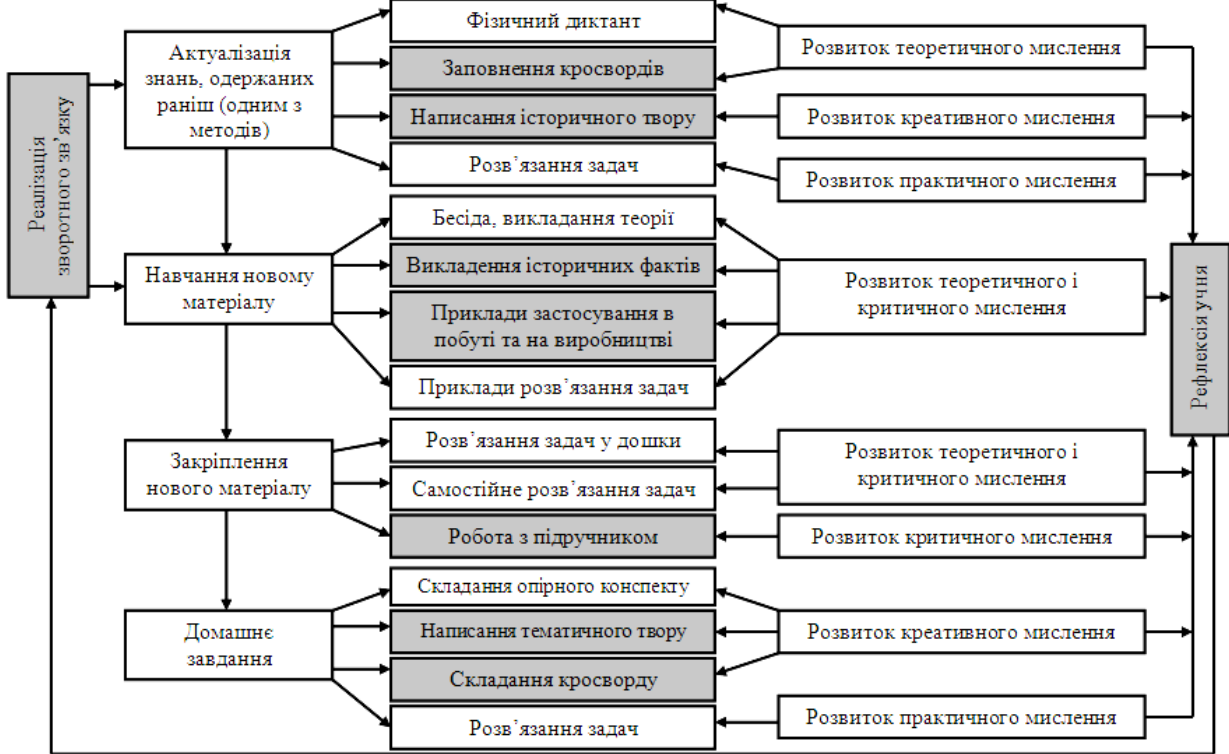 Реалізація
зворотного зв’язку
Актуалізація
знань, одержаних
раніш (одним з
методів)
Фізичний диктант
Заповнення кросвордів
Написання історичного твору
Розв’язання задач
Розвиток теоретичного мислення
Розвиток креативного мислення
Розвиток практичного мислення
Навчання новому
матеріалу
Бесіда, викладання теорії
Викладення історичних фактів
Приклади застосування в
побуті та на виробництві
Приклади розв’язання задач
Розвиток теоретичного і
критичного мислення
Закріплення
нового матеріалу
Розв’язання задач у дошки
Самостійне розв’язання задач
Робота з підручником
Розвиток теоретичного і
критичного мислення
Розвиток критичного мислення
Домашнє
завдання
Складання опірного конспекту
Написання тематичного твору
Складання кросворду
Розв’язання задач
Розвиток креативного мислення
Розвиток практичного мислення
Рефлексія учня